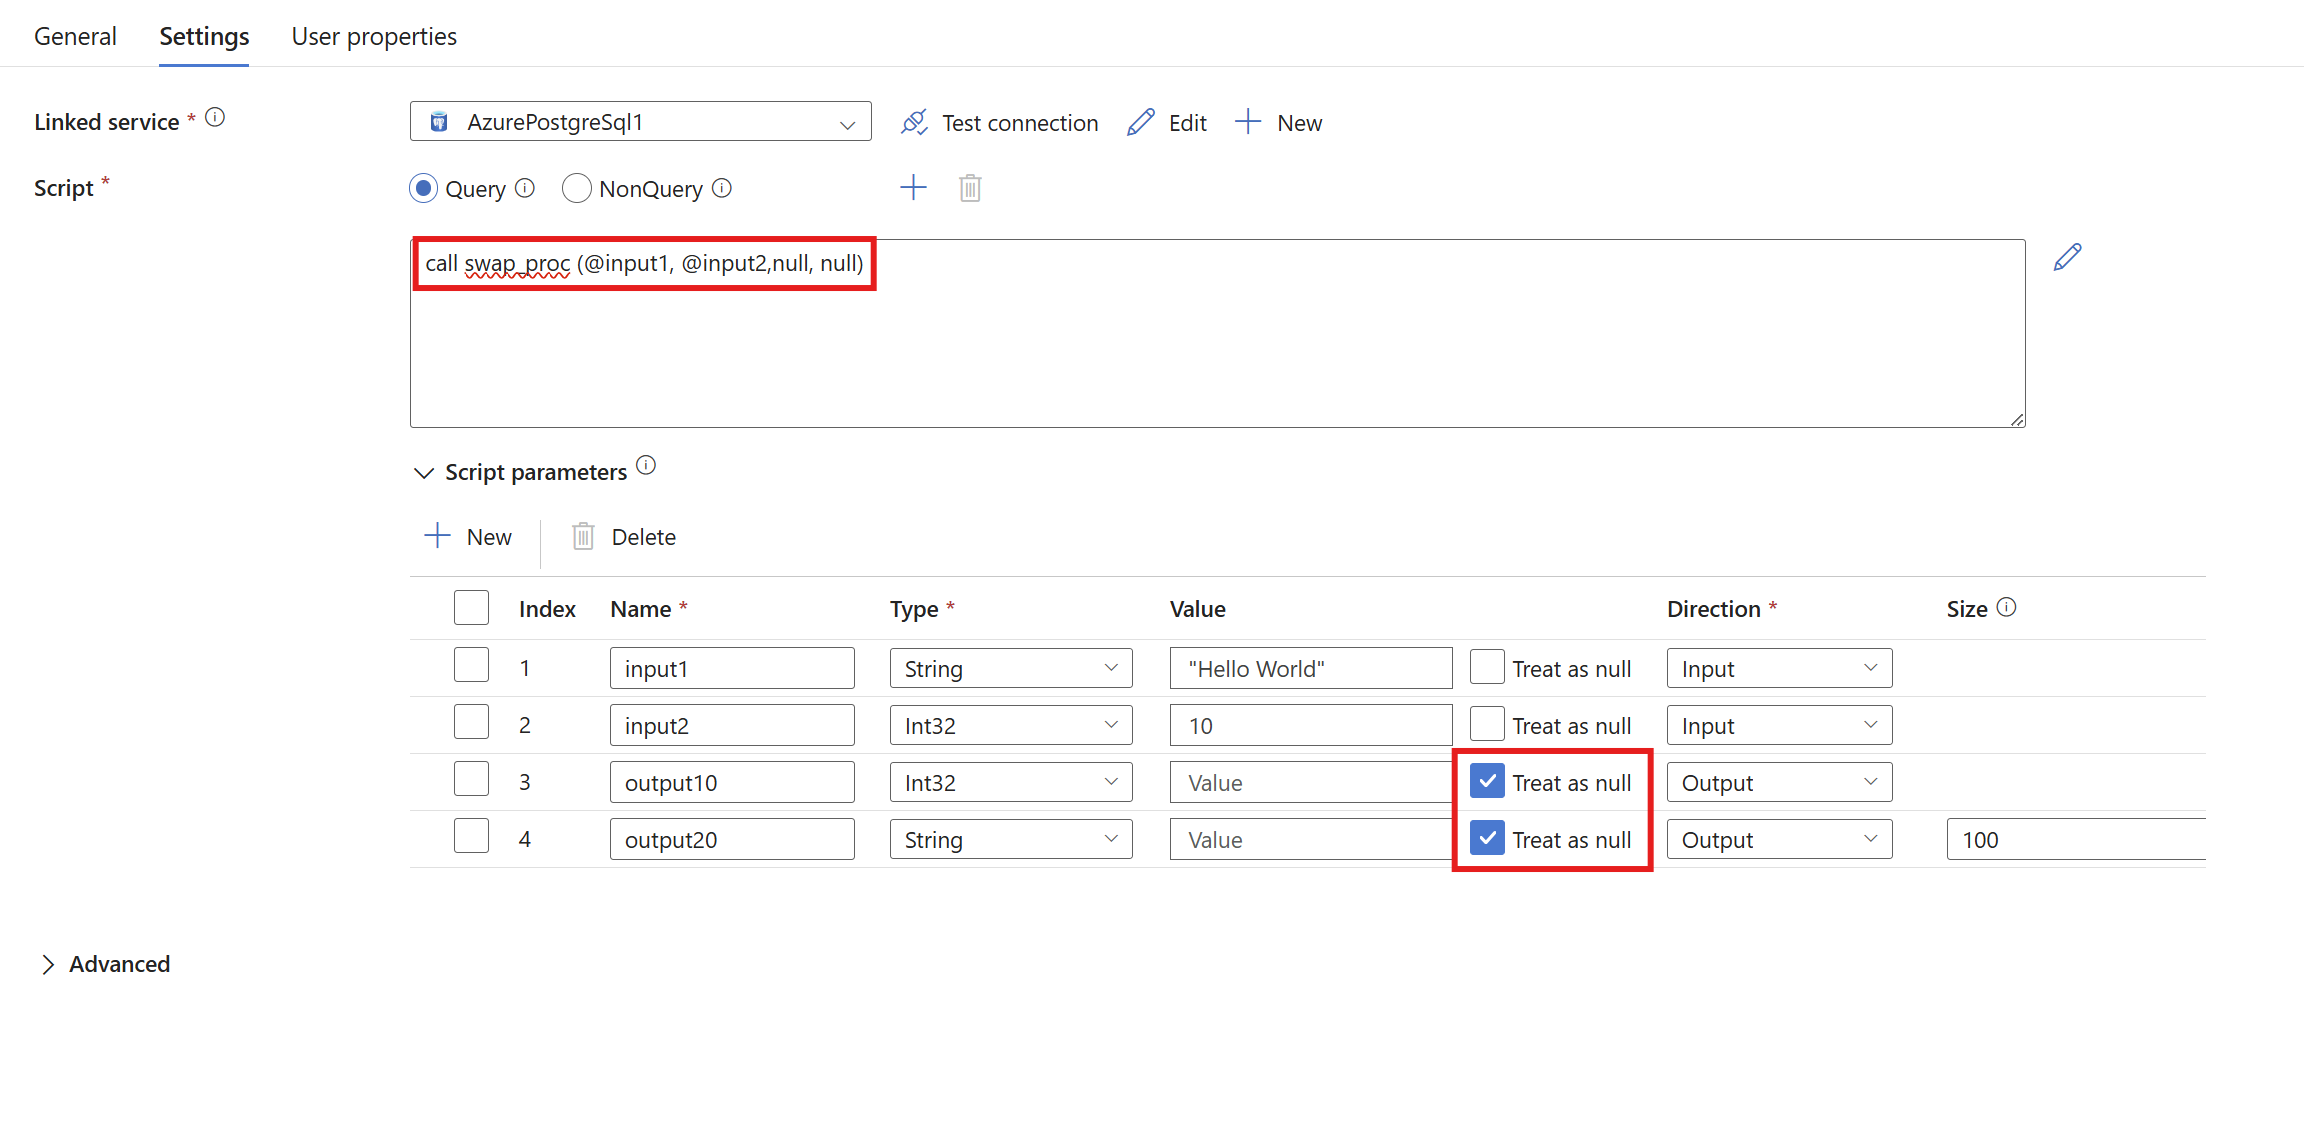 General Settings User properties
Linked service * AzurePostgreSql1 Test connection Edit New
Script * Query NonQuery
call swap_proc (@input1, @input2,null, null)
Script parameters
New Delete
Index Name * Type * Value Direction * Size
1 input1 String "Hello World" Treat as null Input
2 input2 Int32 10 Treat as null Input
3 output10 Int32 Value Treat as null Output
4 output20 String Value Treat as null Output 100
Advanced